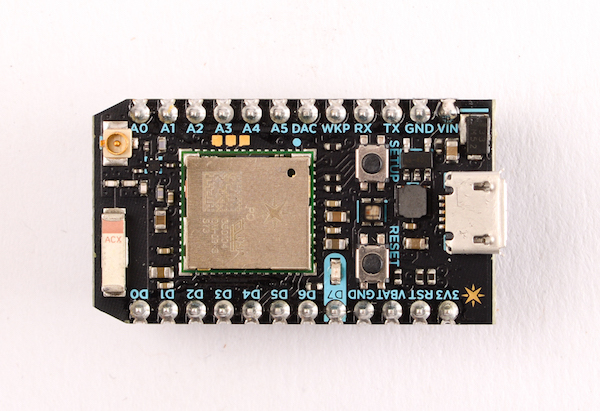 A0 A1 A2 A3 A4 A5 DAC WKP RX TX GND VIN
SETUP
ACX
RESET
D0 D1 D2 D3 D4 D5 D6 D7 GND VBAT RST 3V3